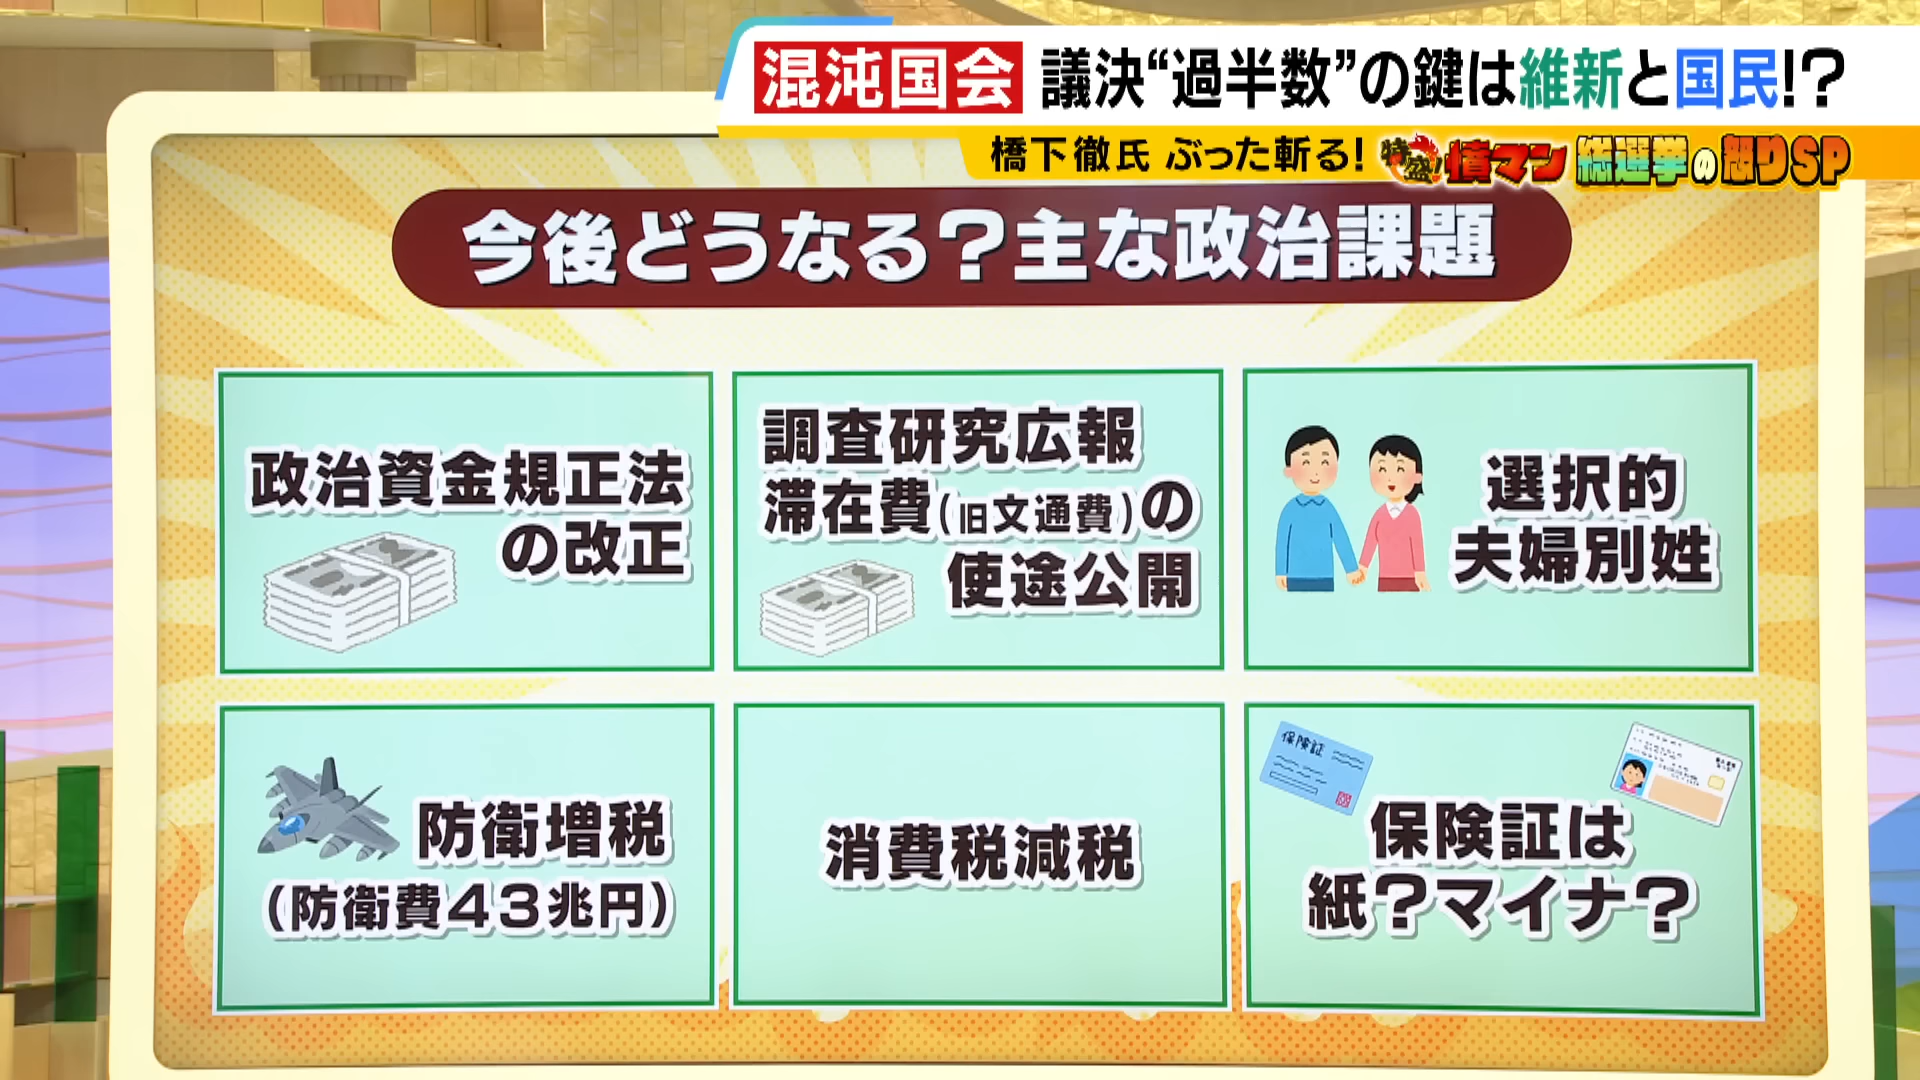 混沌国会 議決“過半数”の鍵は維新と国民!?
橋下徹氏 ぶった斬る! 特盛!憤マン 総選挙の怒りSP
今後どうなる?主な政治課題
政治資金規正法
の改正
調査研究広報
滞在費(旧文通費)の
使途公開
選択的
夫婦別姓
防衛増税
(防衛費43兆円)
消費税減税
保険証
保険証は
紙?マイナ?